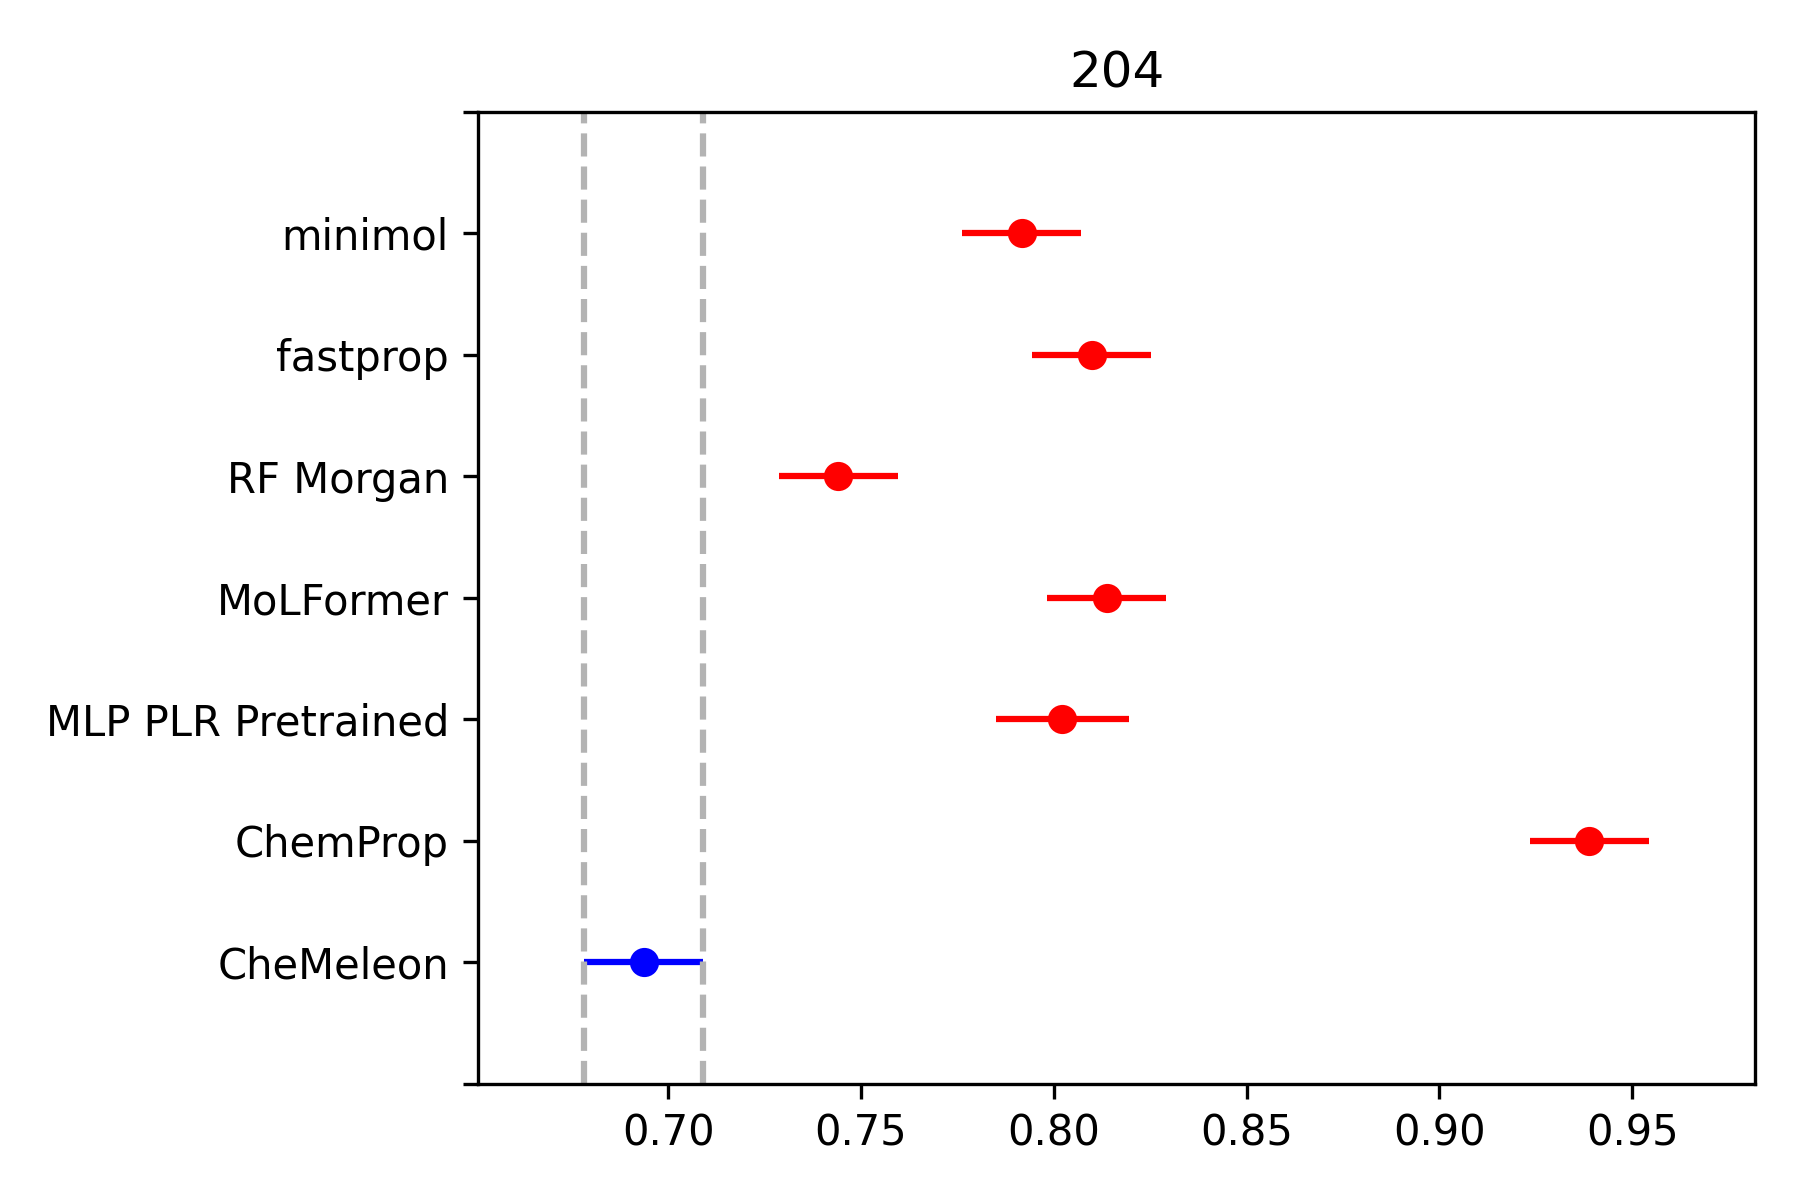 204
minimol
fastprop
RF Morgan
MoLFormer
MLP PLR Pretrained
ChemProp
CheMeleon
0.70 0.75 0.80 0.85 0.90 0.95